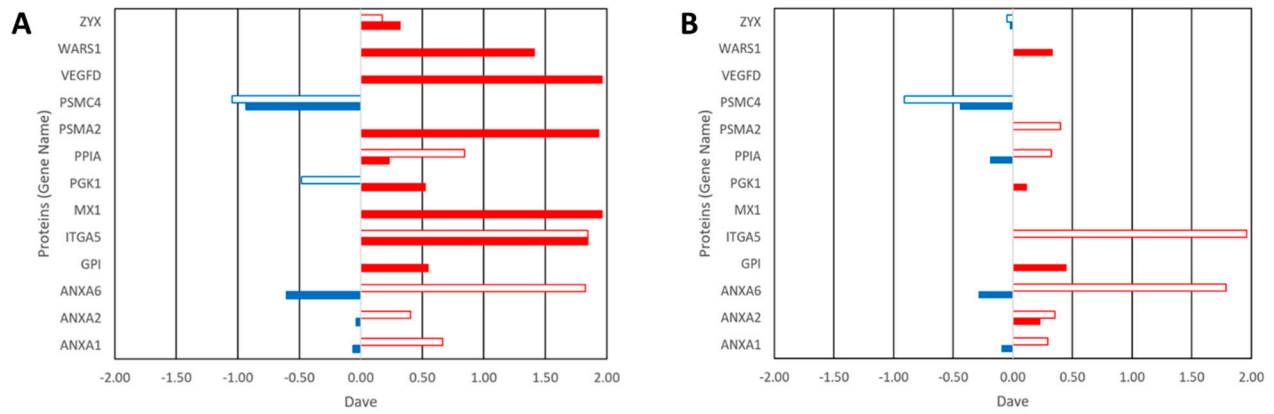 A
Proteins (Gene Name)
ZYX
WARS1
VEGFD
PSMC4
PSMA2
PPIA
PGK1
MX1
ITGA5
GPI
ANXA6
ANXA2
ANXA1
-2.00 -1.50 -1.00 -0.50 0.00 0.50 1.00 1.50 2.00
Dave
B
Proteins (Gene Name)
ZYX
WARS1
VEGFD
PSMC4
PSMA2
PPIA
PGK1
MX1
ITGA5
GPI
ANXA6
ANXA2
ANXA1
-2.00 -1.50 -1.00 -0.50 0.00 0.50 1.00 1.50 2.00
Dave